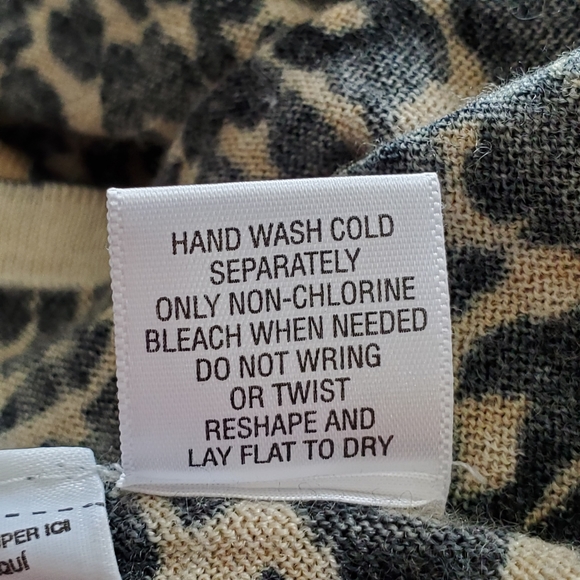 HAND WASH COLD
SEPARATELY
ONLY NON-CHLORINE
BLEACH WHEN NEEDED
DO NOT WRING
OR TWIST
RESHAPE AND
LAY FLAT TO DRY
ICI